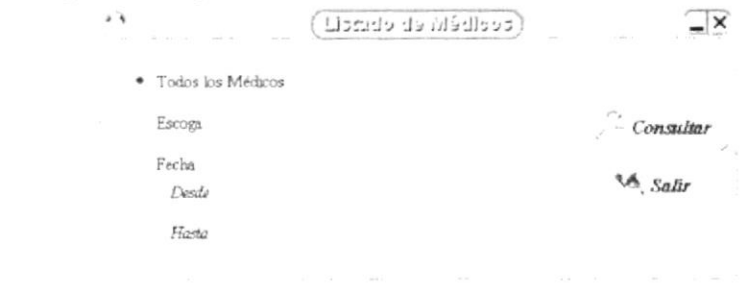 Listado de Médicos
Todos los Médicos
Escoga
Consultar
Fecha
Desde
Salir
Hasta